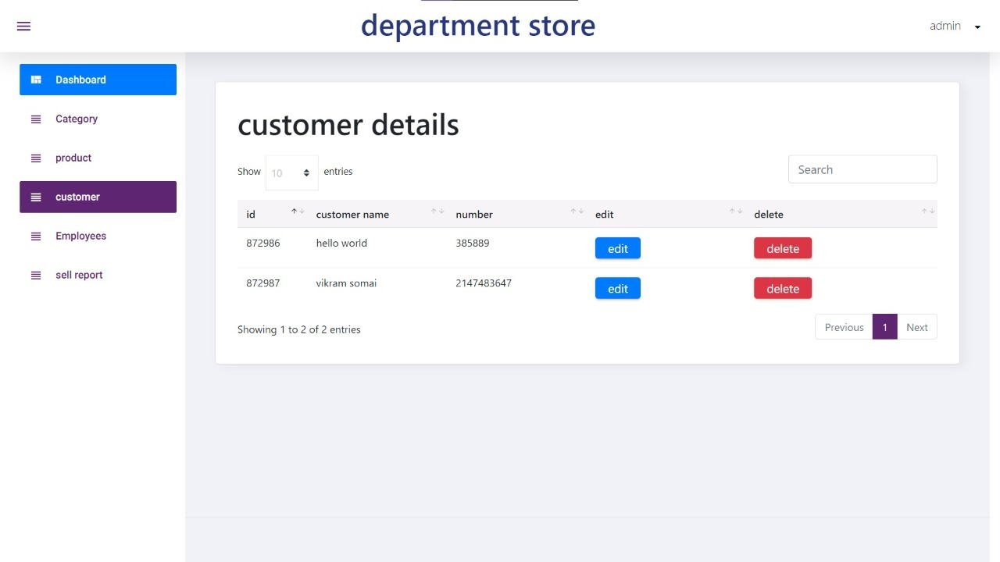 department store
admin
Dashboard
Category
product
customer
Employees
sell report
customer details
Show 10 entries
Search
id customer name number edit delete
872986 hello world 385889 edit delete
872987 vikram somai 2147483647 edit delete
Showing 1 to 2 of 2 entries
Previous 1 Next